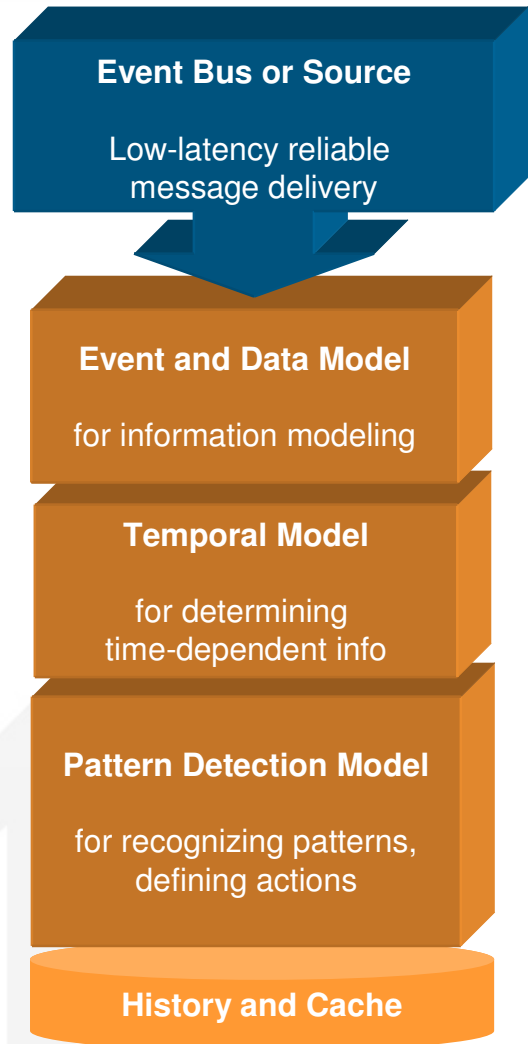 Event Bus or Source
Low-latency reliable
message delivery
Event and Data Model
for information modeling
Temporal Model
for determining
time-dependent info
Pattern Detection Model
for recognizing patterns,
defining actions
History and Cache